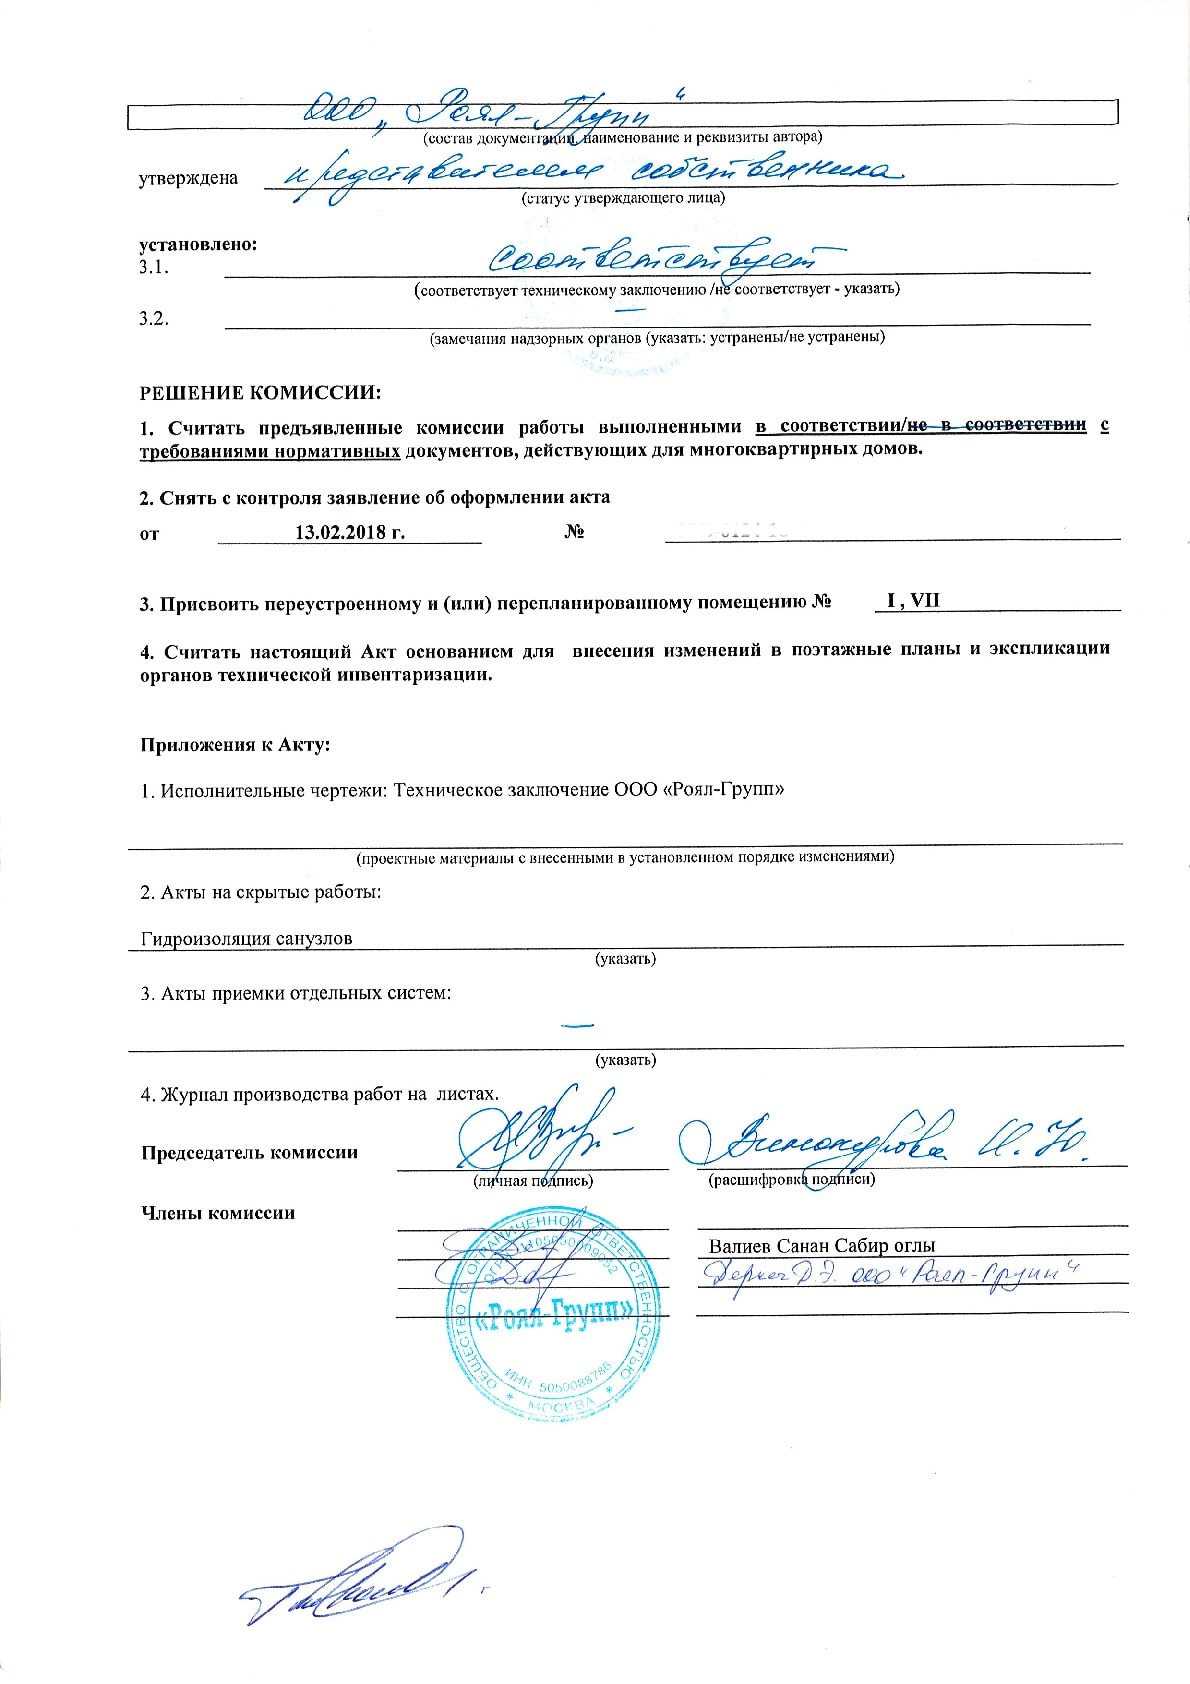 ООО „Роял-Групп“
(состав документации, наименование и реквизиты автора)
утверждена представителем собственника
(статус утверждающего лица)
установлено:
3.1. соответствует
(соответствует техническому заключению /не соответствует - указать)
3.2. —
(замечания надзорных органов (указать: устранены/не устранены)
РЕШЕНИЕ КОМИССИИ:
1. Считать предъявленные комиссии работы выполненными в соответствии/не в соответствии с
требованиями нормативных документов, действующих для многоквартирных домов.
2. Снять с контроля заявление об оформлении акта
от 13.02.2018 г. №
3. Присвоить переустроенному и (или) перепланированному помещению № I , VII
4. Считать настоящий Акт основанием для внесения изменений в поэтажные планы и экспликации
органов технической инвентаризации.
Приложения к Акту:
1. Исполнительные чертежи: Техническое заключение ООО «Роял-Групп»
(проектные материалы с внесенными в установленном порядке изменениями)
2. Акты на скрытые работы:
Гидроизоляция санузлов
(указать)
3. Акты приемки отдельных систем:
—
(указать)
4. Журнал производства работ на листах.
Председатель комиссии Винокурова И. Ю.
(личная подпись) (расшифровка подписи)
Члены комиссии
Валиев Санан Сабир оглы
Д.Э. ООО "Роял-Групп"
ОБЩЕСТВО С ОГРАНИЧЕННОЙ ОТВЕТСТВЕННОСТЬЮ
«Роял-Групп»
ИНН 5050088786
* МОСКВА *